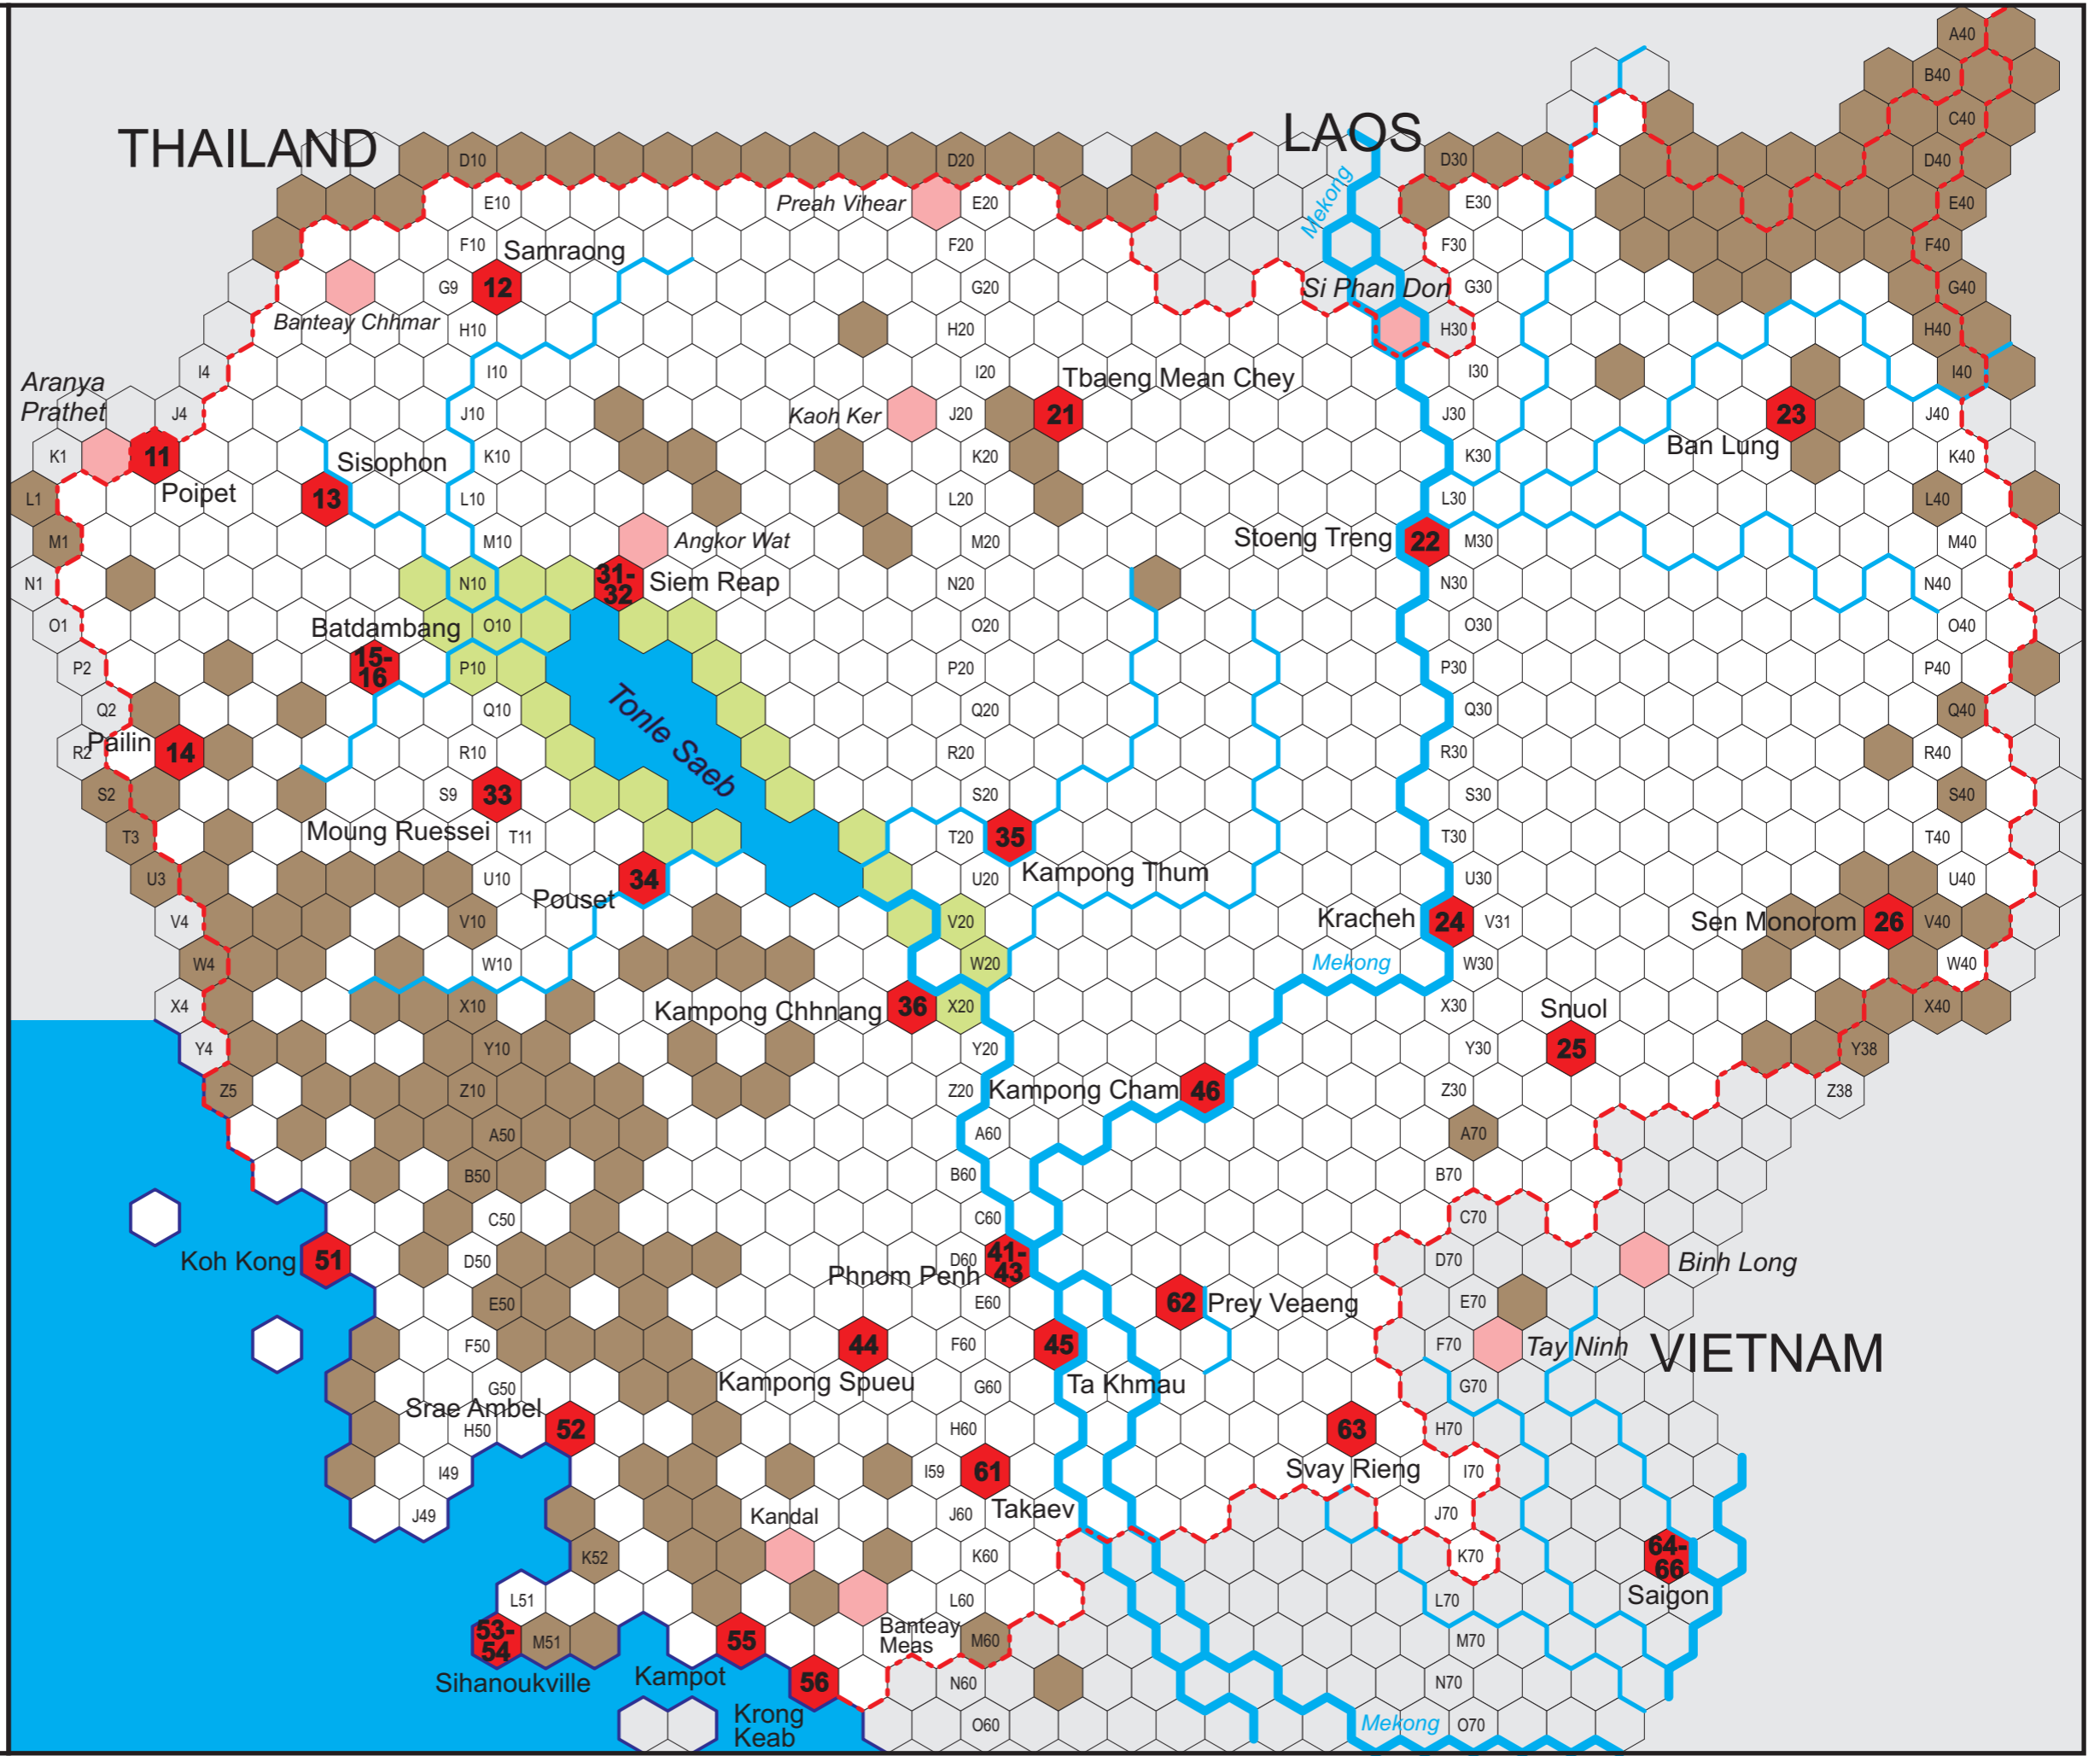 A40
B40
C40
THAILAND
LAOS
D10
D20
D30
D40
Mekong
E10
Preah Vihear
E20
E30
E40
F10
Samraong
F20
F30
F40
G9
12
G20
Si Phan Don
G30
G40
Banteay Chhmar
H10
H20
H30
H40
I4
I10
I20
Tbaeng Mean Chey
I30
I40
Aranya
Prathet
J4
J10
Kaoh Ker
J20
21
J30
23
J40
K1
11
Sisophon
K10
K20
K30
Ban Lung
K40
L1
Poipet
13
L10
L20
L30
L40
M1
M10
Angkor Wat
M20
Stoeng Treng
22
M30
M40
N1
N10
31-
32
Siem Reap
N20
N30
N40
O1
Batdambang
O10
O20
O30
O40
P2
15-
16
P10
P20
P30
P40
Q2
Q10
Tonle Saeb
Q20
Q30
Q40
R2
Pailin
14
R10
R20
R30
R40
S2
S9
33
S20
S30
S40
T3
Moung Ruessei
T11
T20
35
T30
T40
U3
U10
Pouset
34
U20
Kampong Thum
U30
U40
V4
V10
V20
Kracheh
24
V31
Sen Monorom
26
V40
W4
W10
W20
Mekong
W30
W40
X4
X10
Kampong Chhnang
36
X20
X30
Snuol
X40
Y4
Y10
Y20
Y30
25
Y38
Z5
Z10
Z20
Kampong Cham
46
Z30
Z38
A50
A60
A70
B50
B60
B70
C50
C60
C70
Koh Kong
51
D50
D60
41-
43
Phnom Penh
D70
Binh Long
E50
E60
62
Prey Veaeng
E70
F50
44
F60
45
F70
Tay Ninh
VIETNAM
G50
Kampong Spueu
G60
Ta Khmau
G70
Srae Ambel
H50
52
H60
63
H70
I49
I59
61
Svay Rieng
I70
J49
Kandal
J60
Takaev
J70
K52
K60
K70
64-
66
L51
L60
L70
Saigon
53-
54
M51
55
Banteay
Meas
M60
M70
Sihanoukville
Kampot
56
N60
N70
Krong
Keab
O60
Mekong
O70